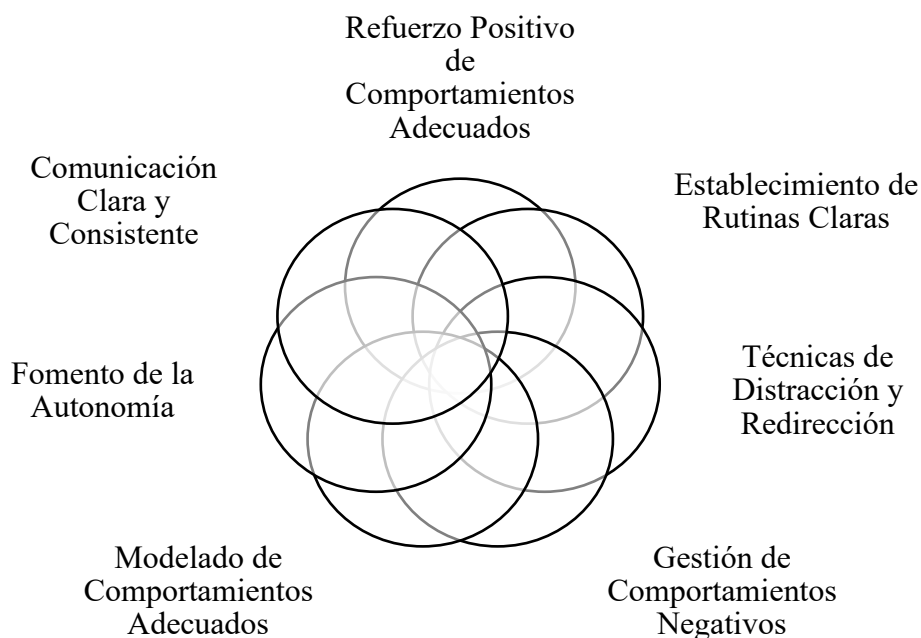 Refuerzo Positivo
de
Comportamientos
Adecuados
Establecimiento de
Rutinas Claras
Técnicas de
Distracción y
Redirección
Gestión de
Comportamientos
Negativos
Modelado de
Comportamientos
Adecuados
Fomento de la
Autonomía
Comunicación
Clara y
Consistente